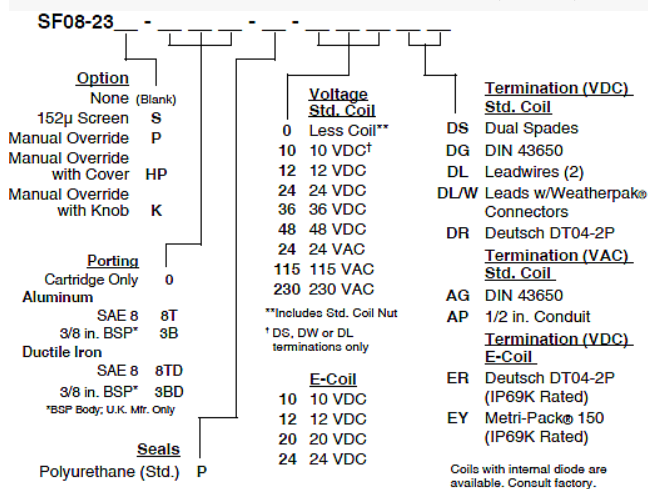 SF08-23__ - ___ - __ - ___ __
Option
None (Blank)
152µ Screen S
Manual Override P
Manual Override
with Cover HP
Manual Override
with Knob K
Porting
Cartridge Only 0
Aluminum
SAE 8 8T
3/8 in. BSP* 3B
Ductile Iron
SAE 8 8TD
3/8 in. BSP* 3BD
*BSP Body; U.K. Mfr. Only
Seals
Polyurethane (Std.) P
Voltage
Std. Coil
0 Less Coil**
10 10 VDC†
12 12 VDC
24 24 VDC
36 36 VDC
48 48 VDC
24 24 VAC
115 115 VAC
230 230 VAC
**Includes Std. Coil Nut
† DS, DW or DL
terminations only
E-Coil
10 10 VDC
12 12 VDC
20 20 VDC
24 24 VDC
Termination (VDC)
Std. Coil
DS Dual Spades
DG DIN 43650
DL Leadwires (2)
DL/W Leads w/Weatherpak®
Connectors
DR Deutsch DT04-2P
Termination (VAC)
Std. Coil
AG DIN 43650
AP 1/2 in. Conduit
Termination (VDC)
E-Coil
ER Deutsch DT04-2P
(IP69K Rated)
EY Metri-Pack® 150
(IP69K Rated)
Coils with internal diode are
available. Consult factory.